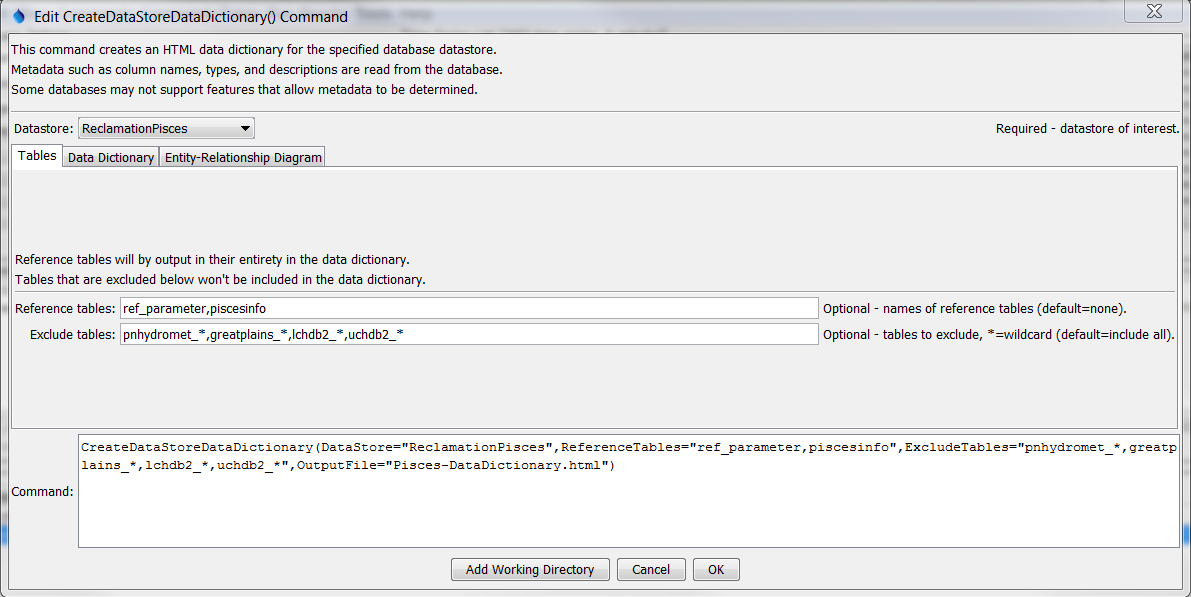 Edit CreateDataStoreDataDictionary() Command
This command creates an HTML data dictionary for the specified database datastore.
Metadata such as column names, types, and descriptions are read from the database.
Some databases may not support features that allow metadata to be determined.
Datastore: ReclamationPisces Required - datastore of interest.
Tables Data Dictionary Entity-Relationship Diagram
Reference tables will by output in their entirety in the data dictionary.
Tables that are excluded below won't be included in the data dictionary.
Reference tables: ref_parameter,piscesinfo Optional - names of reference tables (default=none).
Exclude tables: pnhydromet_*,greatplains_*,lchdb2_*,uchdb2_* Optional - tables to exclude, *=wildcard (default=include all).
CreateDataStoreDataDictionary(DataStore="ReclamationPisces",ReferenceTables="ref_parameter,piscesinfo",ExcludeTables="pnhydromet_*,greatp
lains_*,lchdb2_*,uchdb2_*",OutputFile="Pisces-DataDictionary.html")
Command:
Add Working Directory Cancel OK